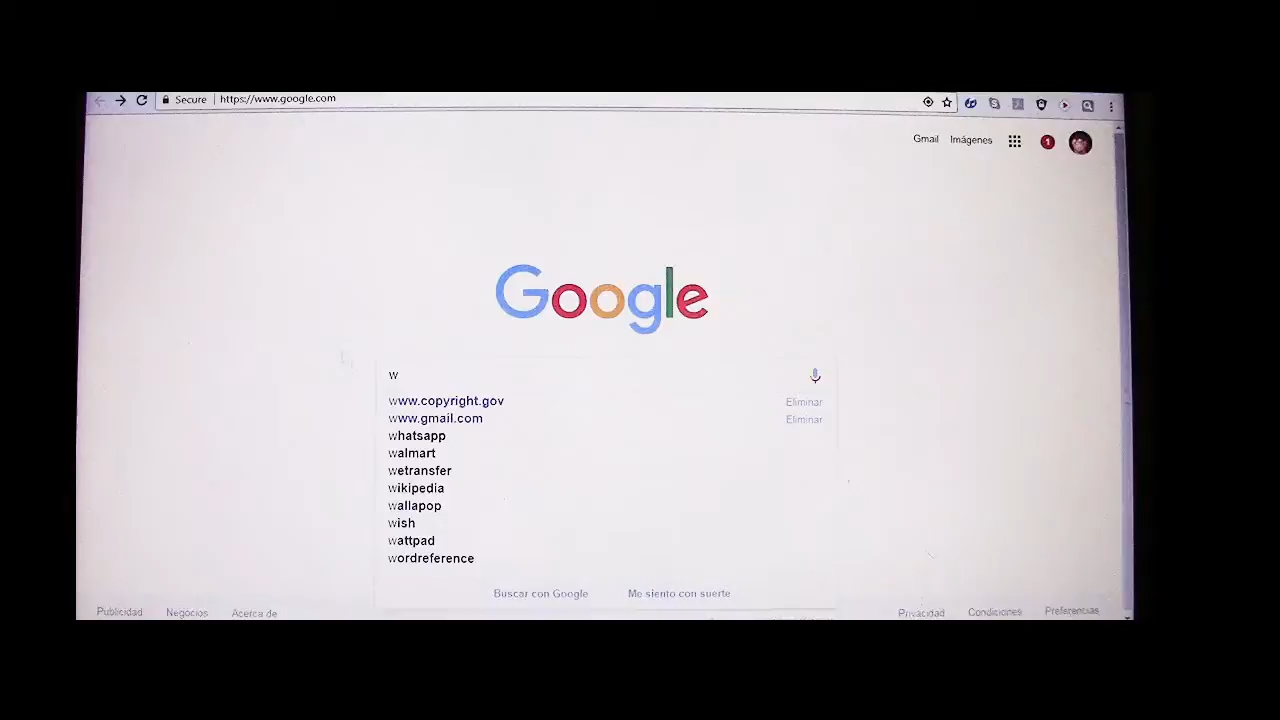 Secure https://www.google.com
Gmail Imágenes 1
Google
w
www.copyright.gov Eliminar
www.gmail.com Eliminar
whatsapp
walmart
wetransfer
wikipedia
wallapop
wish
wattpad
wordreference
Buscar con Google Me siento con suerte
Publicidad Negocios Acerca de Privacidad Condiciones Preferencias